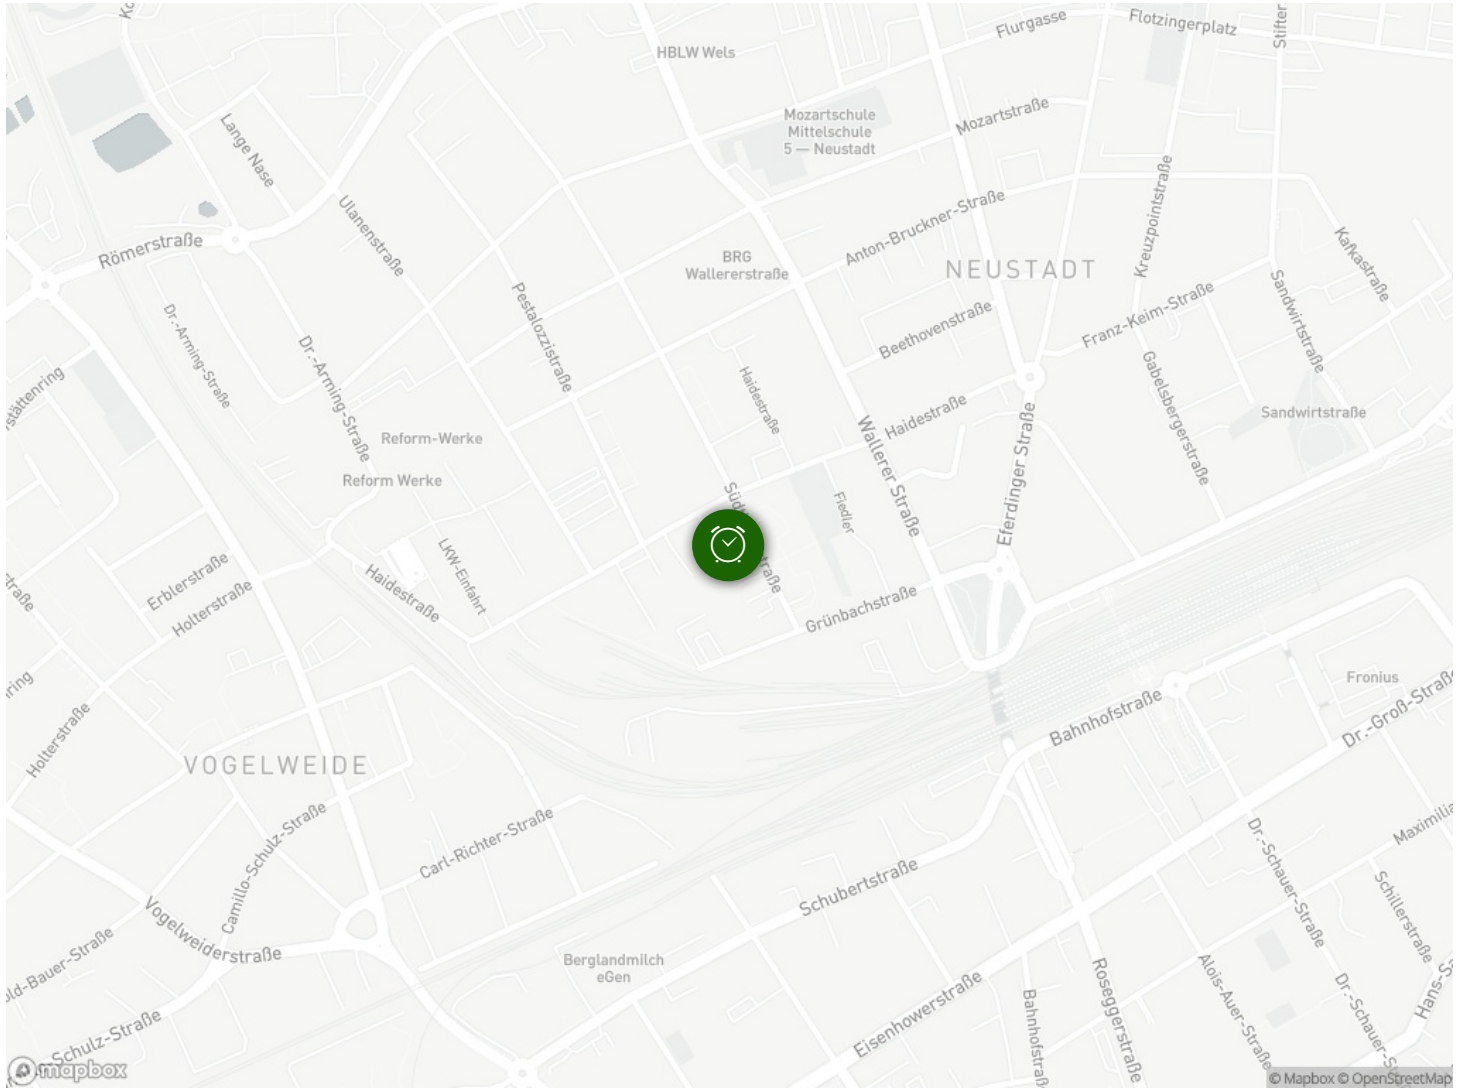 Flurgasse
Flotzingerplatz
HBLW Wels
Mozartschule
Mittelschule
5 — Neustadt
Mozartstraße
Lange Nase
Ulanenstraße
Römerstraße
BRG
Wallererstraße
Anton-Bruckner-Straße
NEUSTADT
Kreuzpointstraße
Kafkastraße
Sandwirtstraße
Franz-Keim-Straße
Beethovenstraße
Pestalozzistraße
Dr.-Arming-Straße
Dr.-Arming-Straße
Haidestraße
Haidestraße
Gabelsbergerstraße
Sandwirtstraße
Reform-Werke
Reform Werke
Wallerer Straße
Eferdinger Straße
Fiedler
LKW-Einfahrt
Haidestraße
Erblerstraße
Holterstraße
Grünbachstraße
Fronius
Dr.-Groß-Straße
Bahnhofstraße
Holterstraße
VOGELWEIDE
Camillo-Schulz-Straße
Carl-Richter-Straße
Schubertstraße
Dr.-Schauer-Straße
Schillerstraße
Vogelweiderstraße
Berglandmilch
eGen
Eisenhowerstraße
Roseggerstraße
Alois-Auer-Straße
mapbox
© Mapbox © OpenStreetMap